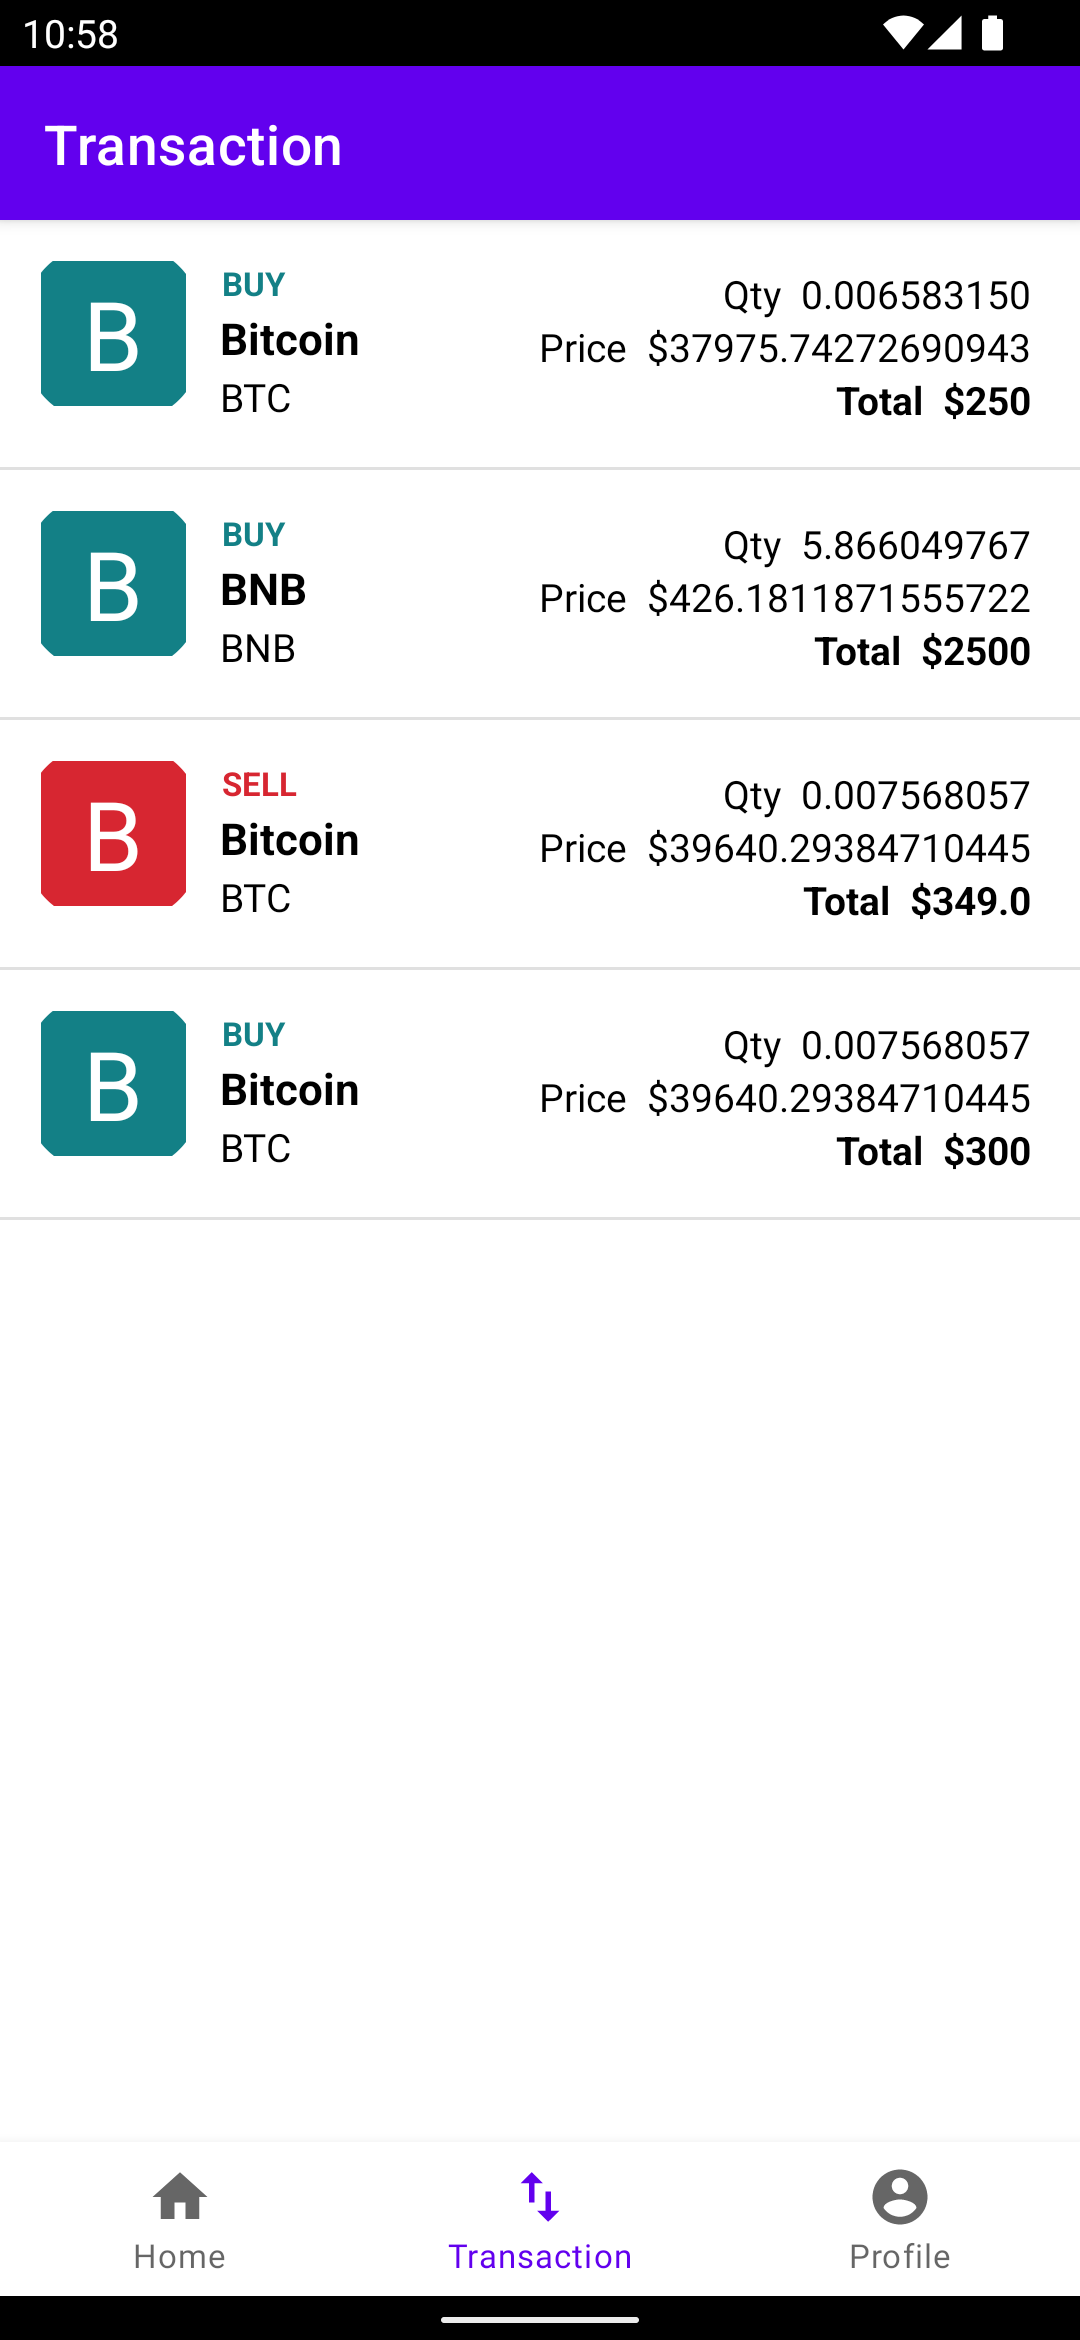 10:58
Transaction
B
BUY
Bitcoin
BTC
Qty 0.006583150
Price $37975.74272690943
Total $250
B
BUY
BNB
BNB
Qty 5.866049767
Price $426.1811871555722
Total $2500
B
SELL
Bitcoin
BTC
Qty 0.007568057
Price $39640.29384710445
Total $349.0
B
BUY
Bitcoin
BTC
Qty 0.007568057
Price $39640.29384710445
Total $300
Home
Transaction
Profile